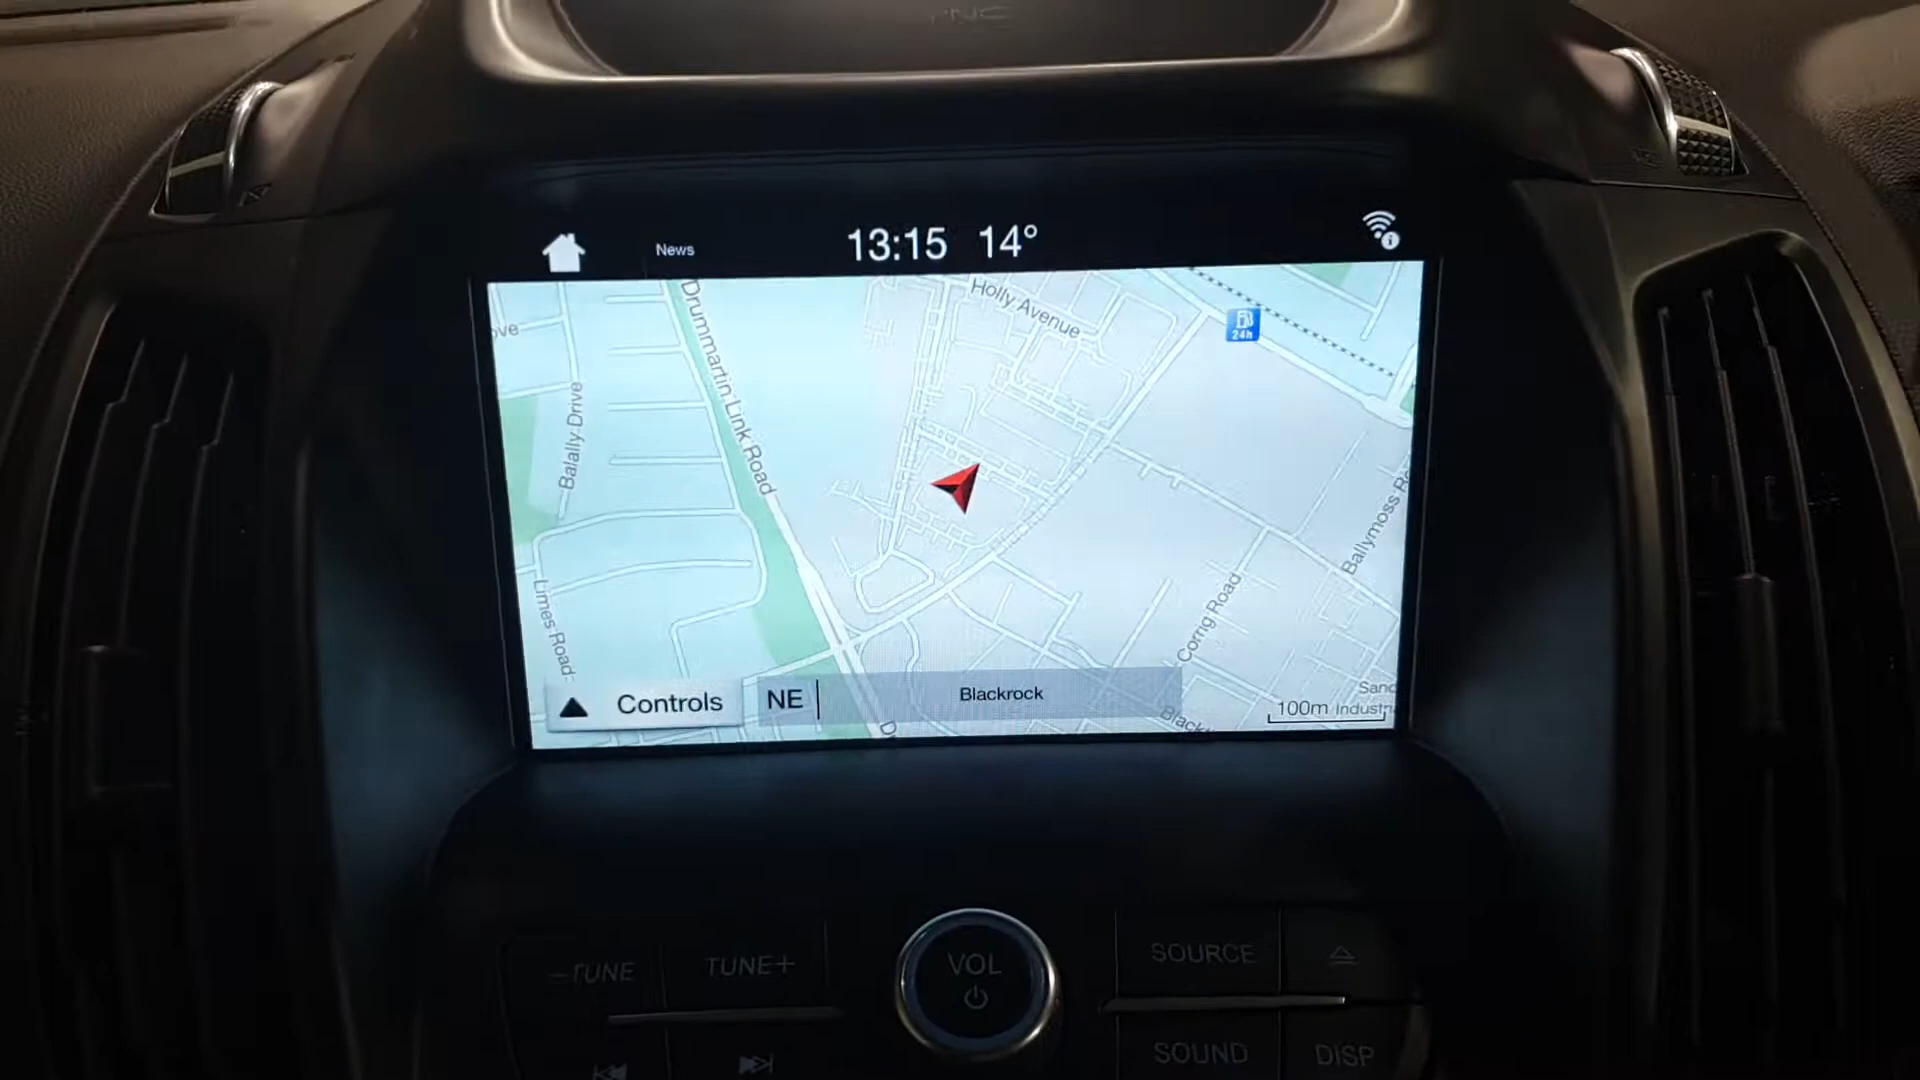 News
13:15 14°
Holly Avenue
24h
Drummartin Link Road
Balally Drive
Ballymoss
Corrig Road
Limes Road
Controls
NE
Blackrock
100m
-TUNE
TUNE+
VOL
SOURCE
SOUND
DISP